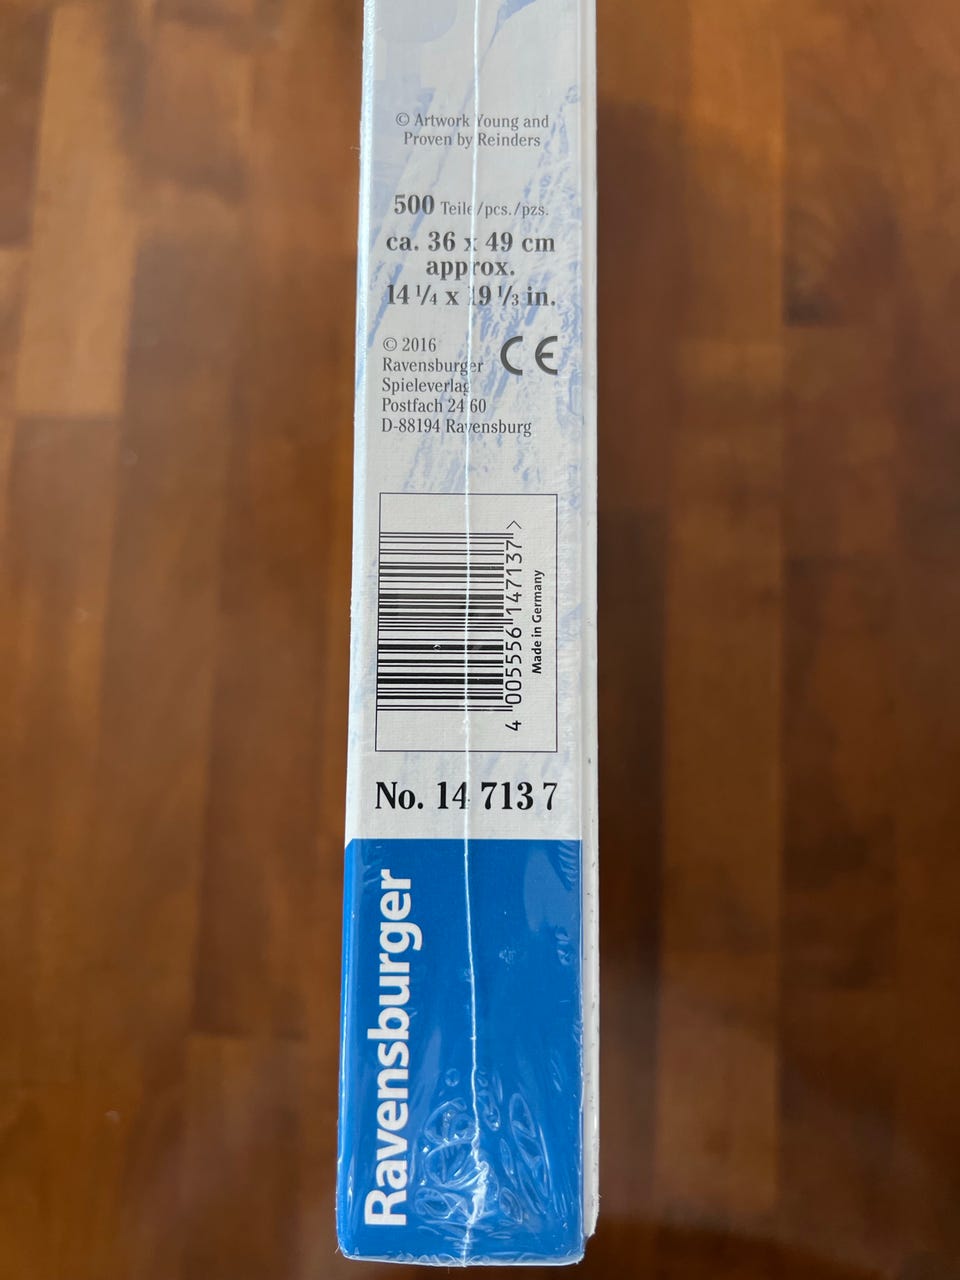 © Artwork Young and
Proven by Reinders
500 Teile/pcs./pzs.
ca. 36 x 49 cm
approx.
14 1/4 x 19 1/3 in.
© 2016
Ravensburger
Spieleverlag
Postfach 24 60
D-88194 Ravensburg
CE
4 005556 147137 >
Made in Germany
No. 14 713 7
Ravensburger